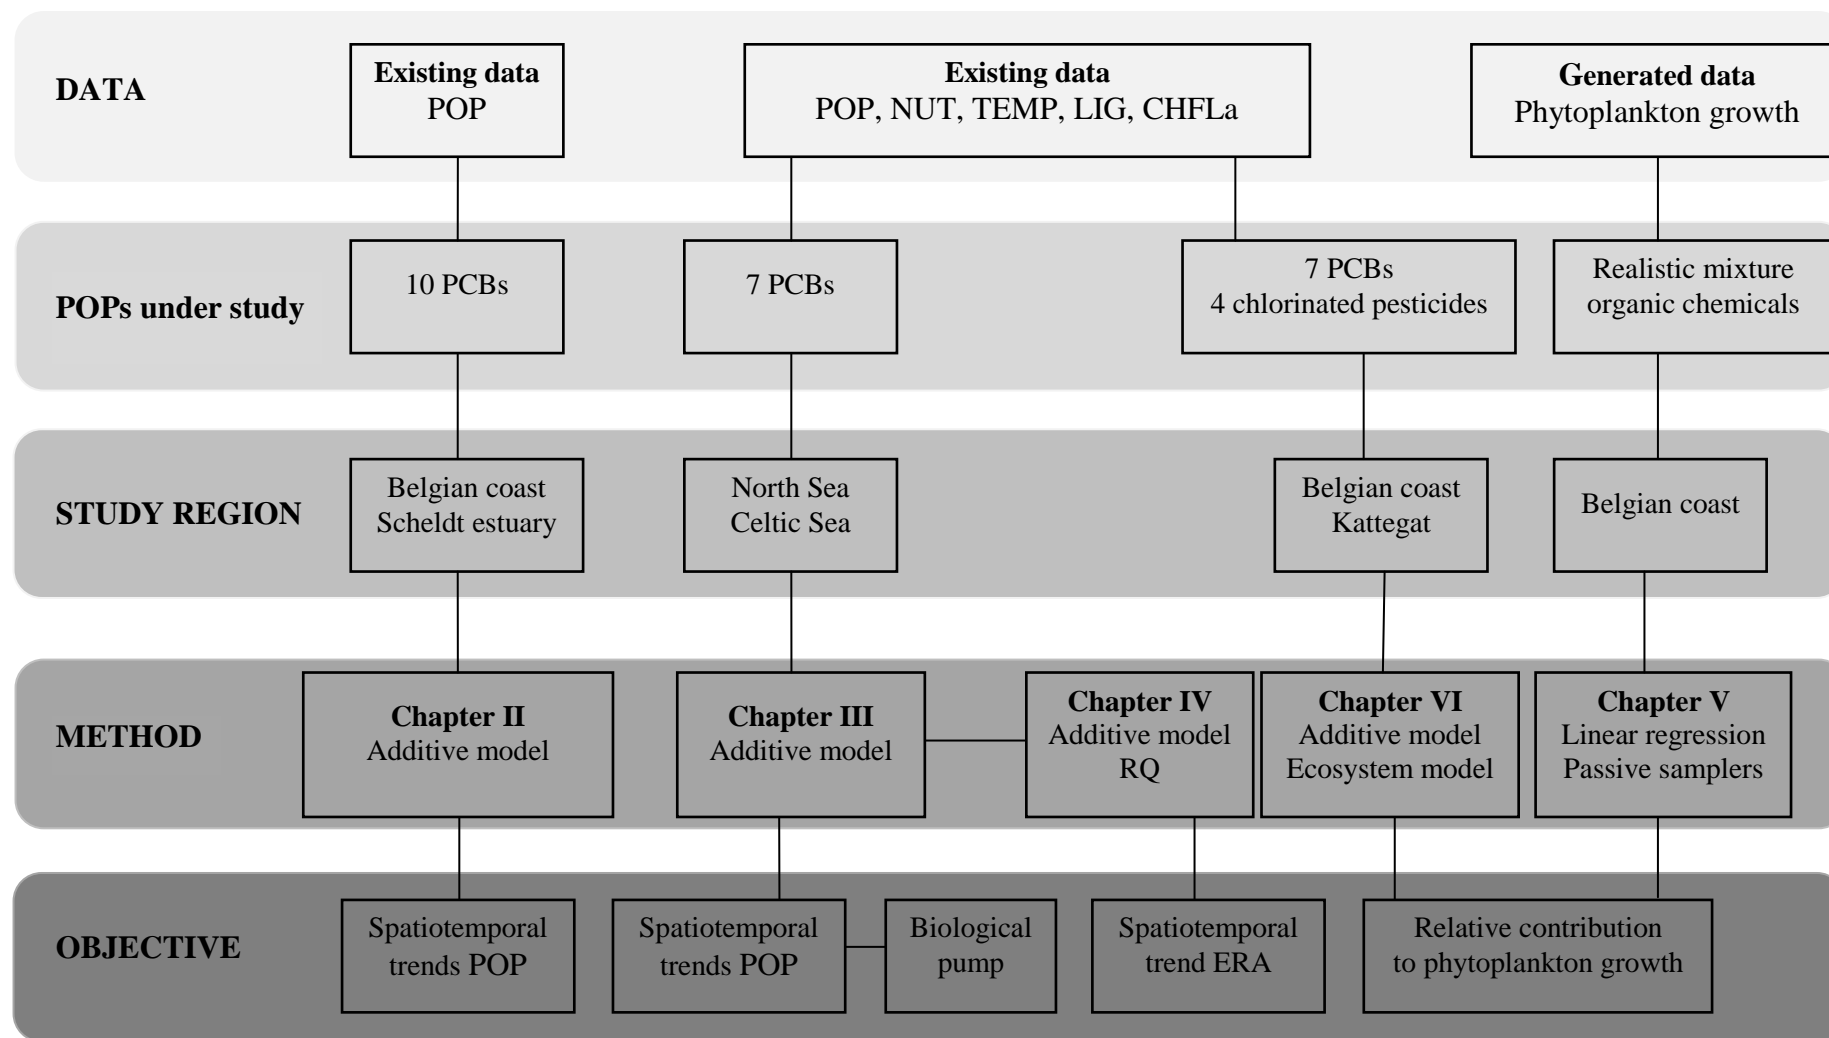 DATA
Existing data
POP
Existing data
POP, NUT, TEMP, LIG, CHFLa
Generated data
Phytoplankton growth
POPs under study
10 PCBs
7 PCBs
7 PCBs
4 chlorinated pesticides
Realistic mixture
organic chemicals
STUDY REGION
Belgian coast
Scheldt estuary
North Sea
Celtic Sea
Belgian coast
Kattegat
Belgian coast
METHOD
Chapter II
Additive model
Chapter III
Additive model
Chapter IV
Additive model
RQ
Chapter VI
Additive model
Ecosystem model
Chapter V
Linear regression
Passive samplers
OBJECTIVE
Spatiotemporal
trends POP
Spatiotemporal
trends POP
Biological
pump
Spatiotemporal
trend ERA
Relative contribution
to phytoplankton growth